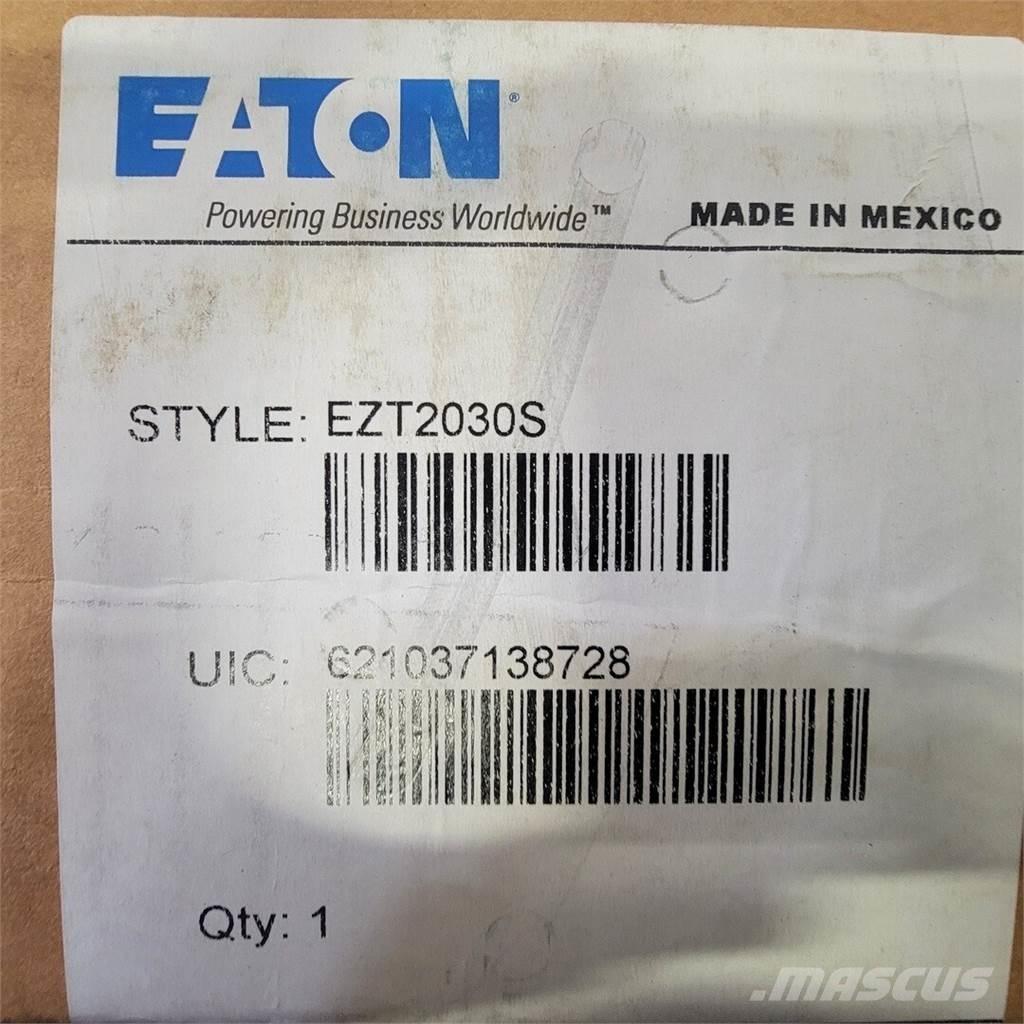 EATON®
Powering Business Worldwide™ MADE IN MEXICO
STYLE: EZT2030S
UIC: 621037138728
Qty: 1
.MASCUS